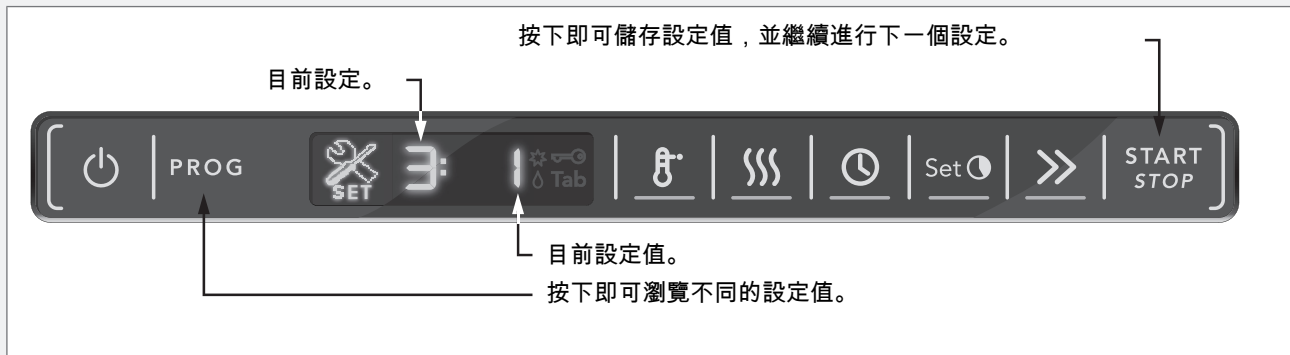 按下即可儲存設定值，並繼續進行下一個設定。
目前設定。
PROG
SET
3:
1
Tab
Set
START
STOP
目前設定值。
按下即可瀏覽不同的設定值。